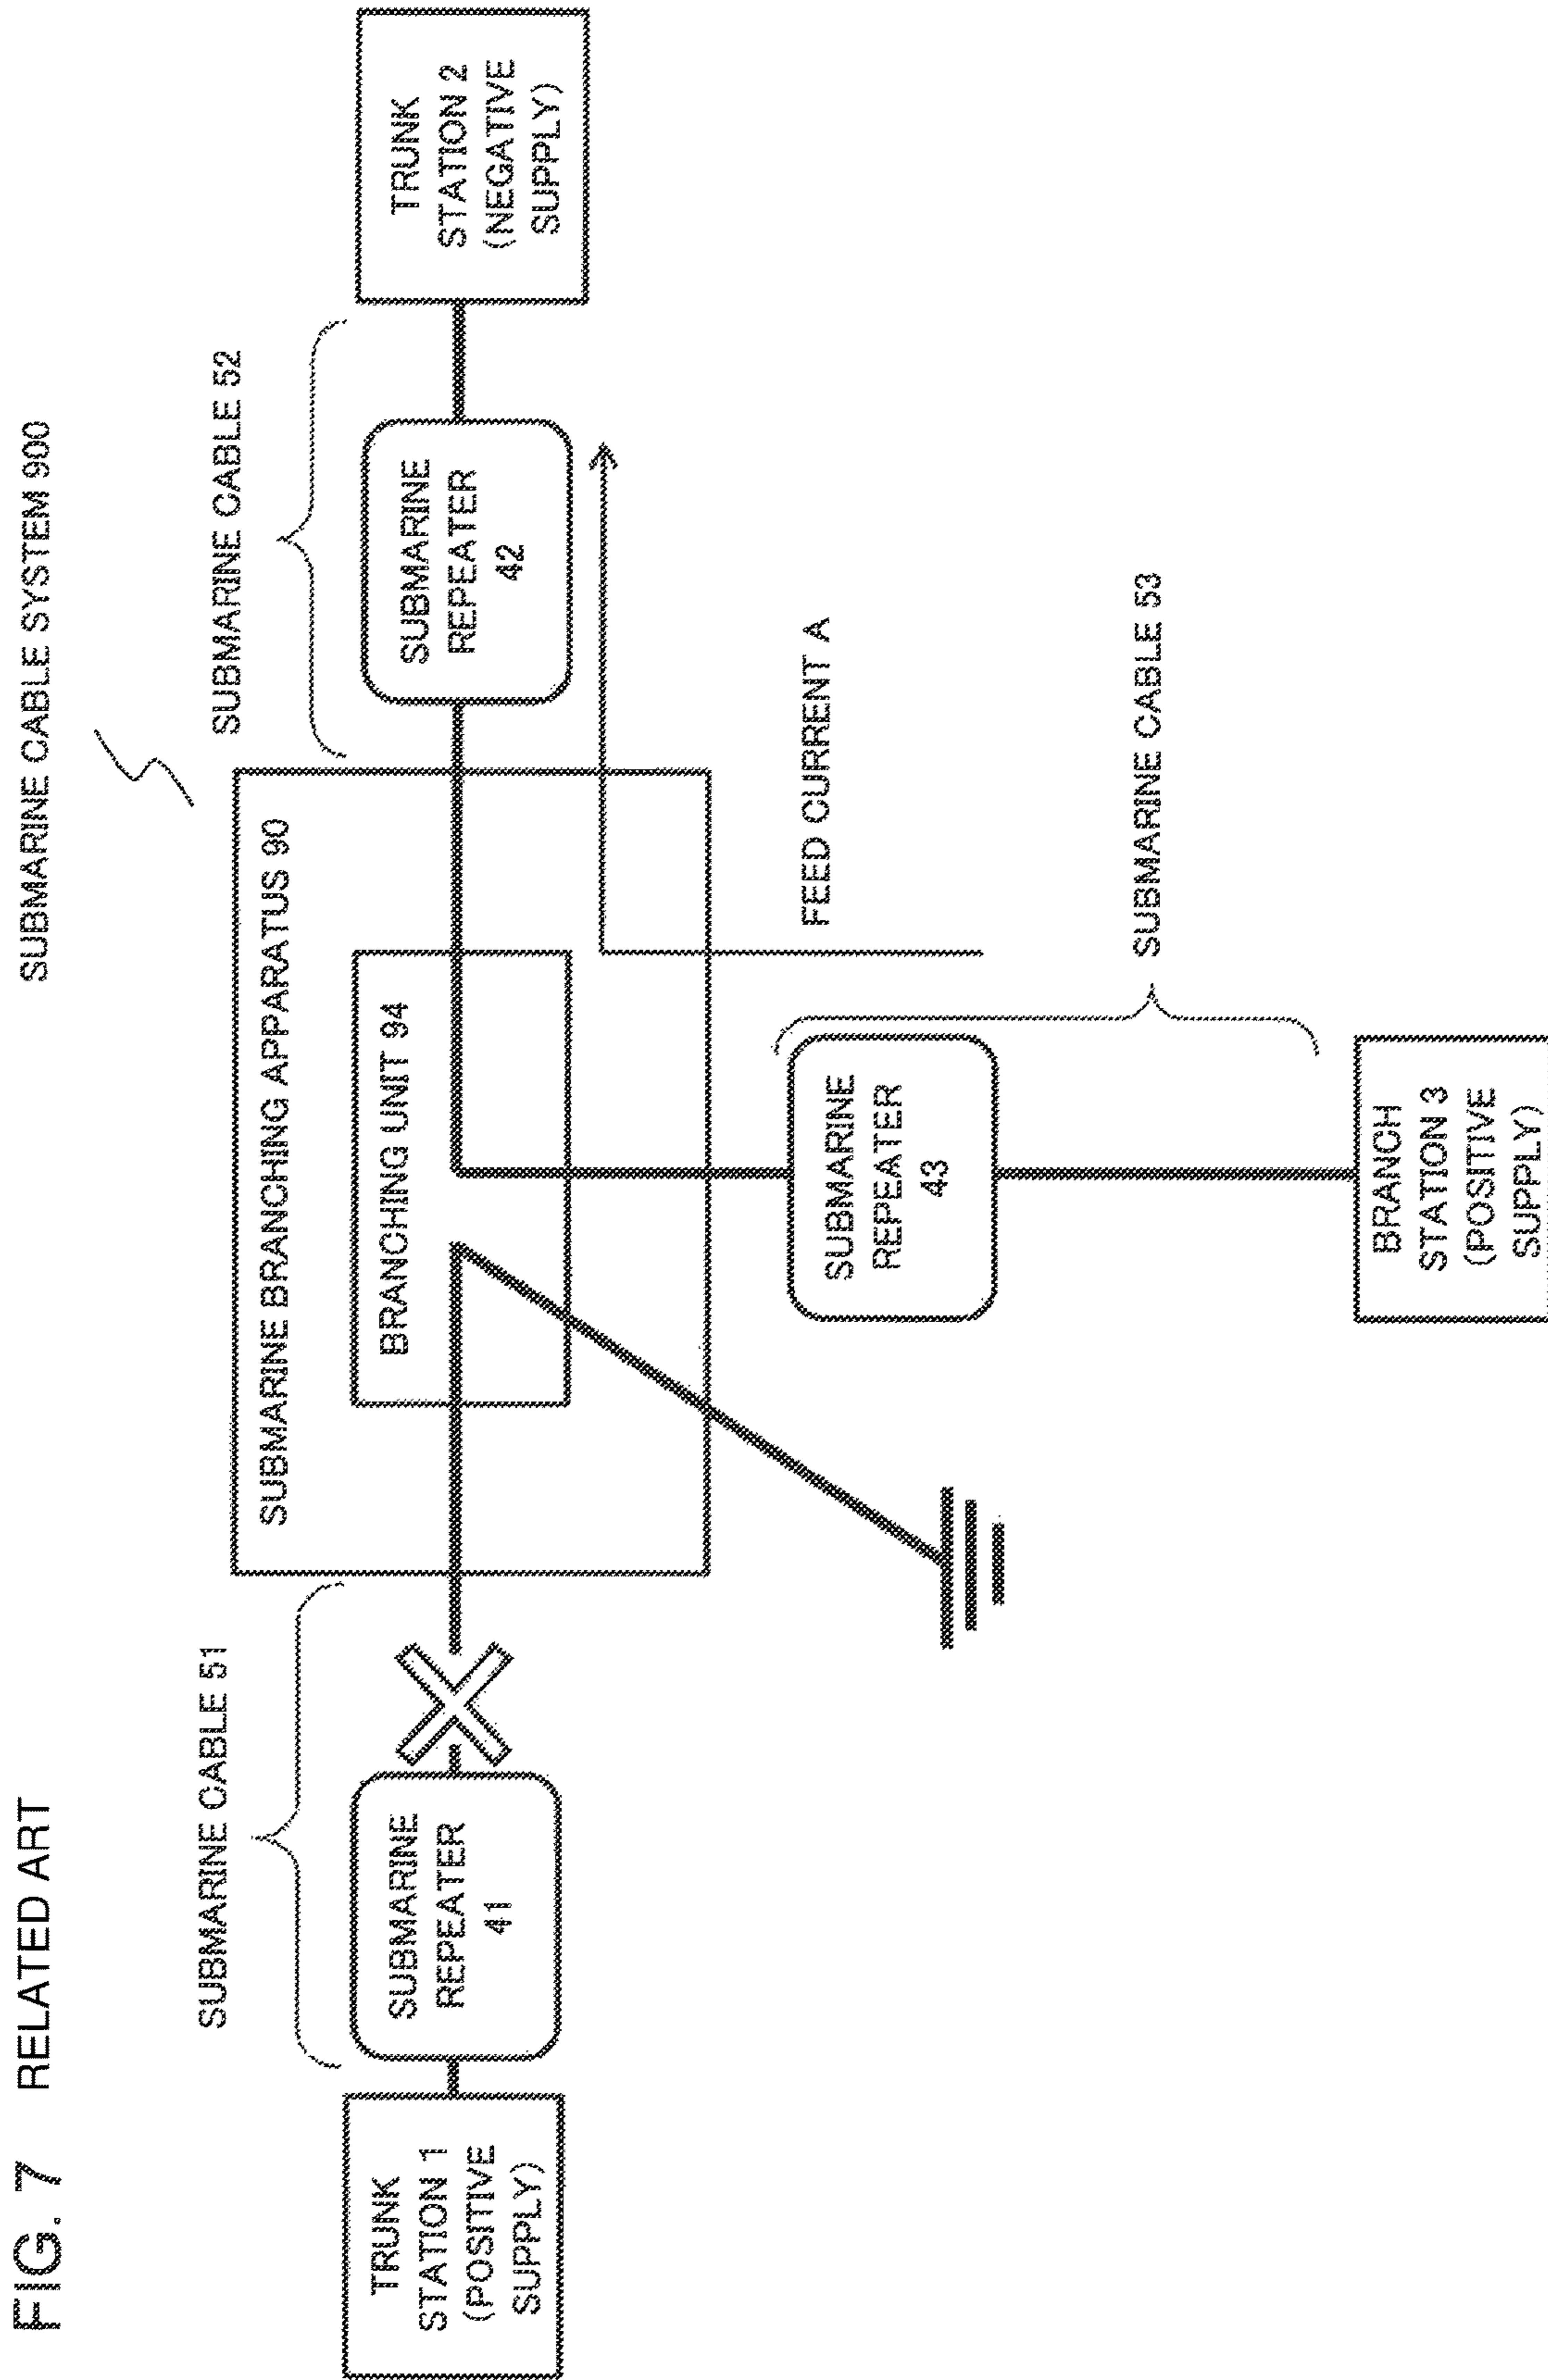 FIG. 7 RELATED ART
SUBMARINE CABLE SYSTEM 900
SUBMARINE CABLE 51
SUBMARINE CABLE 52
SUBMARINE BRANCHING APPARATUS 90
BRANCHING UNIT 94
TRUNK
STATION 1
(POSITIVE
SUPPLY)
SUBMARINE
REPEATER
41
SUBMARINE
REPEATER
42
TRUNK
STATION 2
(NEGATIVE
SUPPLY)
FEED CURRENT A
SUBMARINE
REPEATER
43
SUBMARINE CABLE 53
BRANCH
STATION 3
(POSITIVE
SUPPLY)